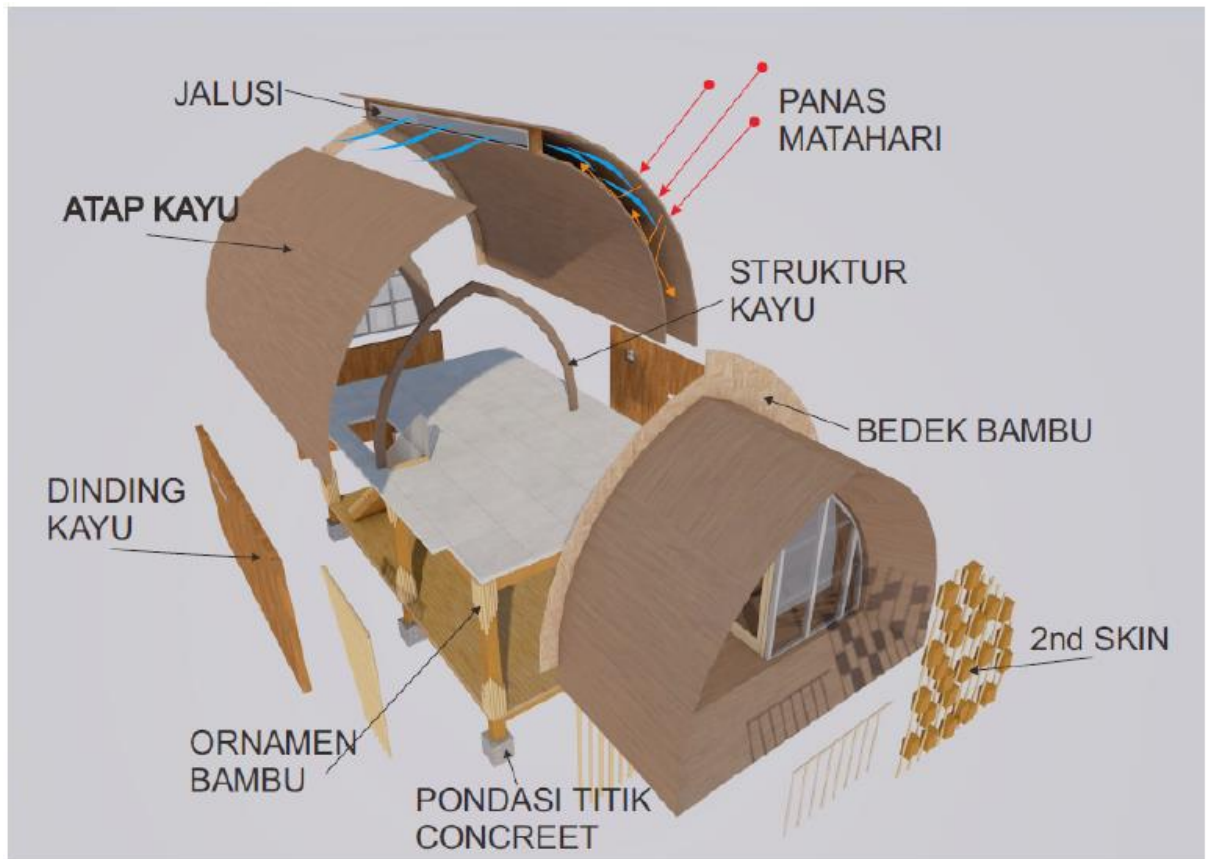 JALUSI
PANAS
MATAHARI
ATAP KAYU
STRUKTUR
KAYU
BEDEK BAMBU
DINDING
KAYU
2nd SKIN
ORNAMEN
BAMBU
PONDASI TITIK
CONCREET